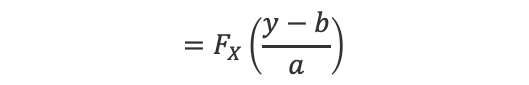 = F_X ( (y − b) / a )